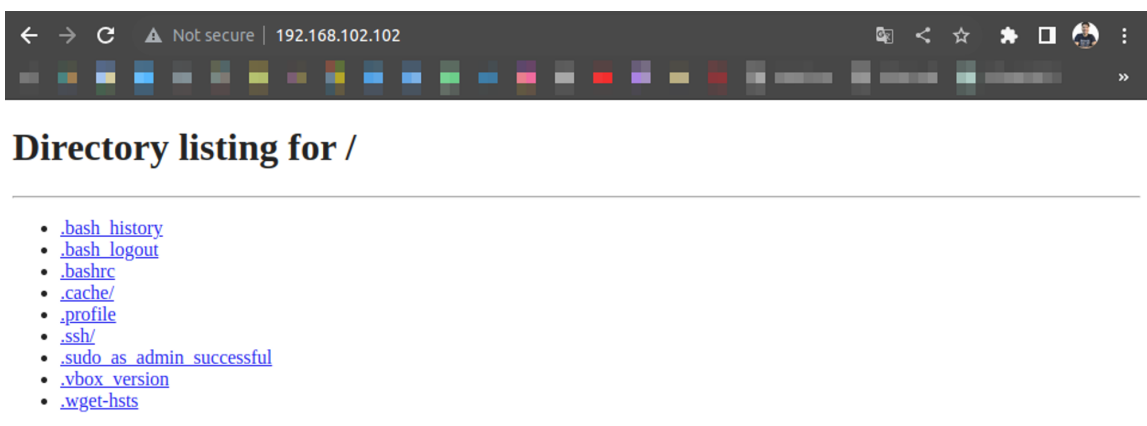 Not secure | 192.168.102.102
»
Directory listing for /
.bash_history
.bash_logout
.bashrc
.cache/
.profile
.ssh/
.sudo_as_admin_successful
.vbox_version
.wget-hsts